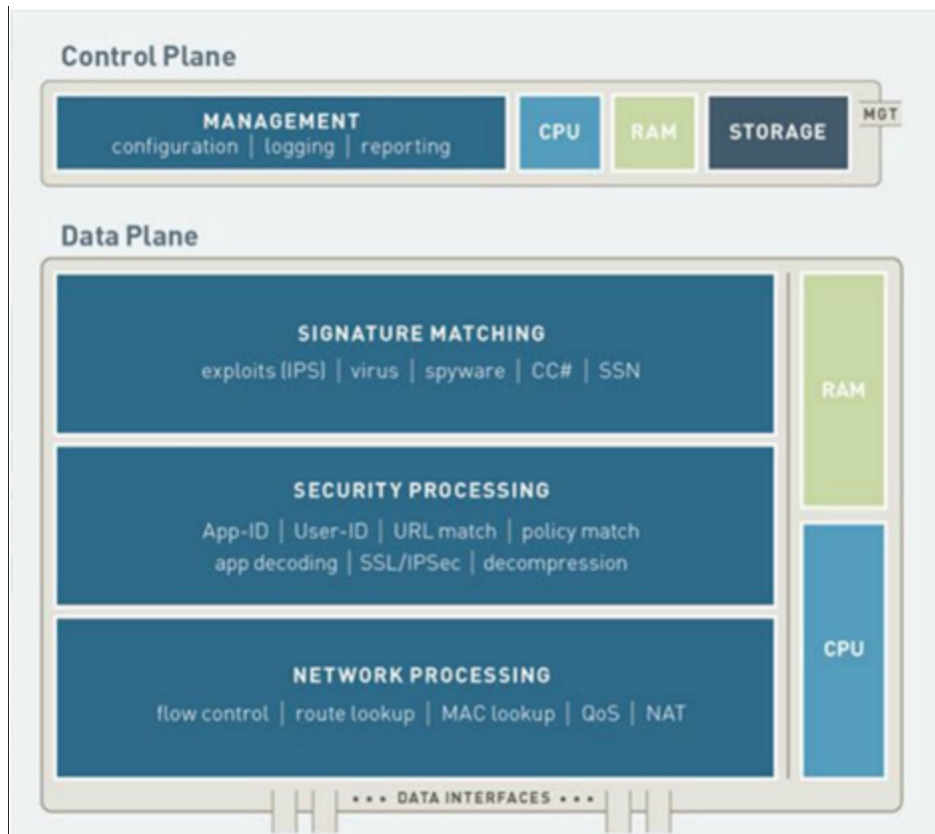 Control Plane
MANAGEMENT
configuration | logging | reporting
CPU
RAM
STORAGE
MGT
Data Plane
SIGNATURE MATCHING
exploits (IPS) | virus | spyware | CC# | SSN
RAM
SECURITY PROCESSING
App-ID | User-ID | URL match | policy match
app decoding | SSL/IPSec | decompression
CPU
NETWORK PROCESSING
flow control | route lookup | MAC lookup | QoS | NAT
••• DATA INTERFACES •••